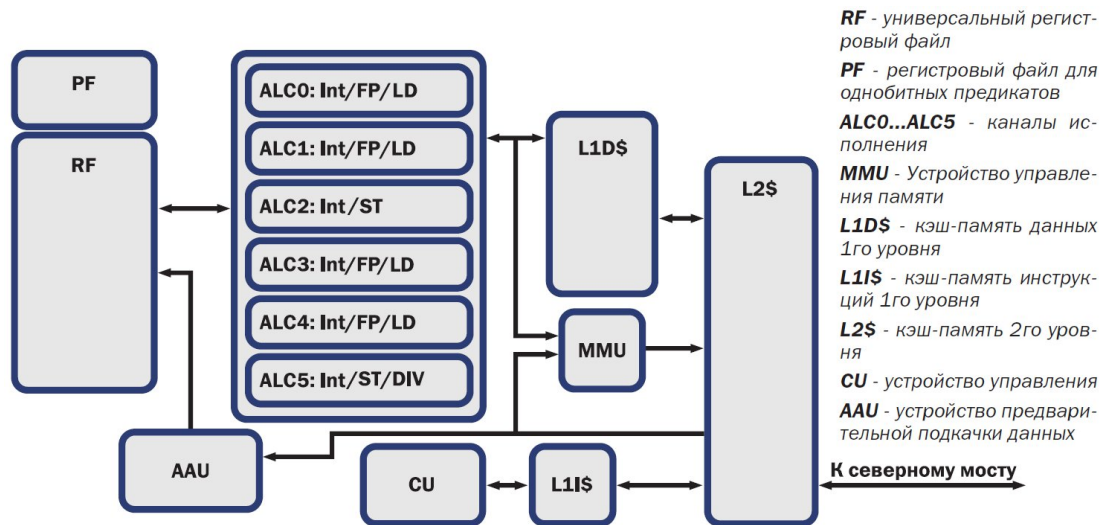 PF
RF
ALC0: Int/FP/LD
ALC1: Int/FP/LD
ALC2: Int/ST
ALC3: Int/FP/LD
ALC4: Int/FP/LD
ALC5: Int/ST/DIV
L1D$
MMU
L2$
AAU
CU
L1I$
К северному мосту
RF - универсальный регист-
ровый файл
PF - регистровый файл для
однобитных предикатов
ALC0...ALC5 - каналы ис-
полнения
MMU - Устройство управле-
ния памяти
L1D$ - кэш-память данных
1го уровня
L1I$ - кэш-память инструк-
ций 1го уровня
L2$ - кэш-память 2го уров-
ня
CU - устройство управления
AAU - устройство предвари-
тельной подкачки данных